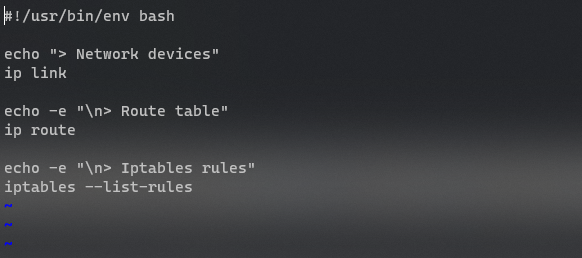 #!/usr/bin/env bash
echo "> Network devices"
ip link
echo -e "\n> Route table"
ip route
echo -e "\n> Iptables rules"
iptables --list-rules
~
~
~